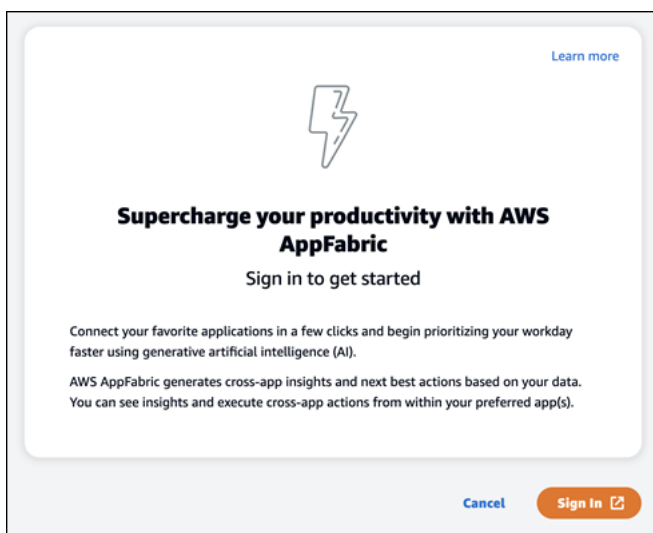 Learn more
Supercharge your productivity with AWS
AppFabric
Sign in to get started
Connect your favorite applications in a few clicks and begin prioritizing your workday
faster using generative artificial intelligence (AI).
AWS AppFabric generates cross-app insights and next best actions based on your data.
You can see insights and execute cross-app actions from within your preferred app(s).
Cancel
Sign In